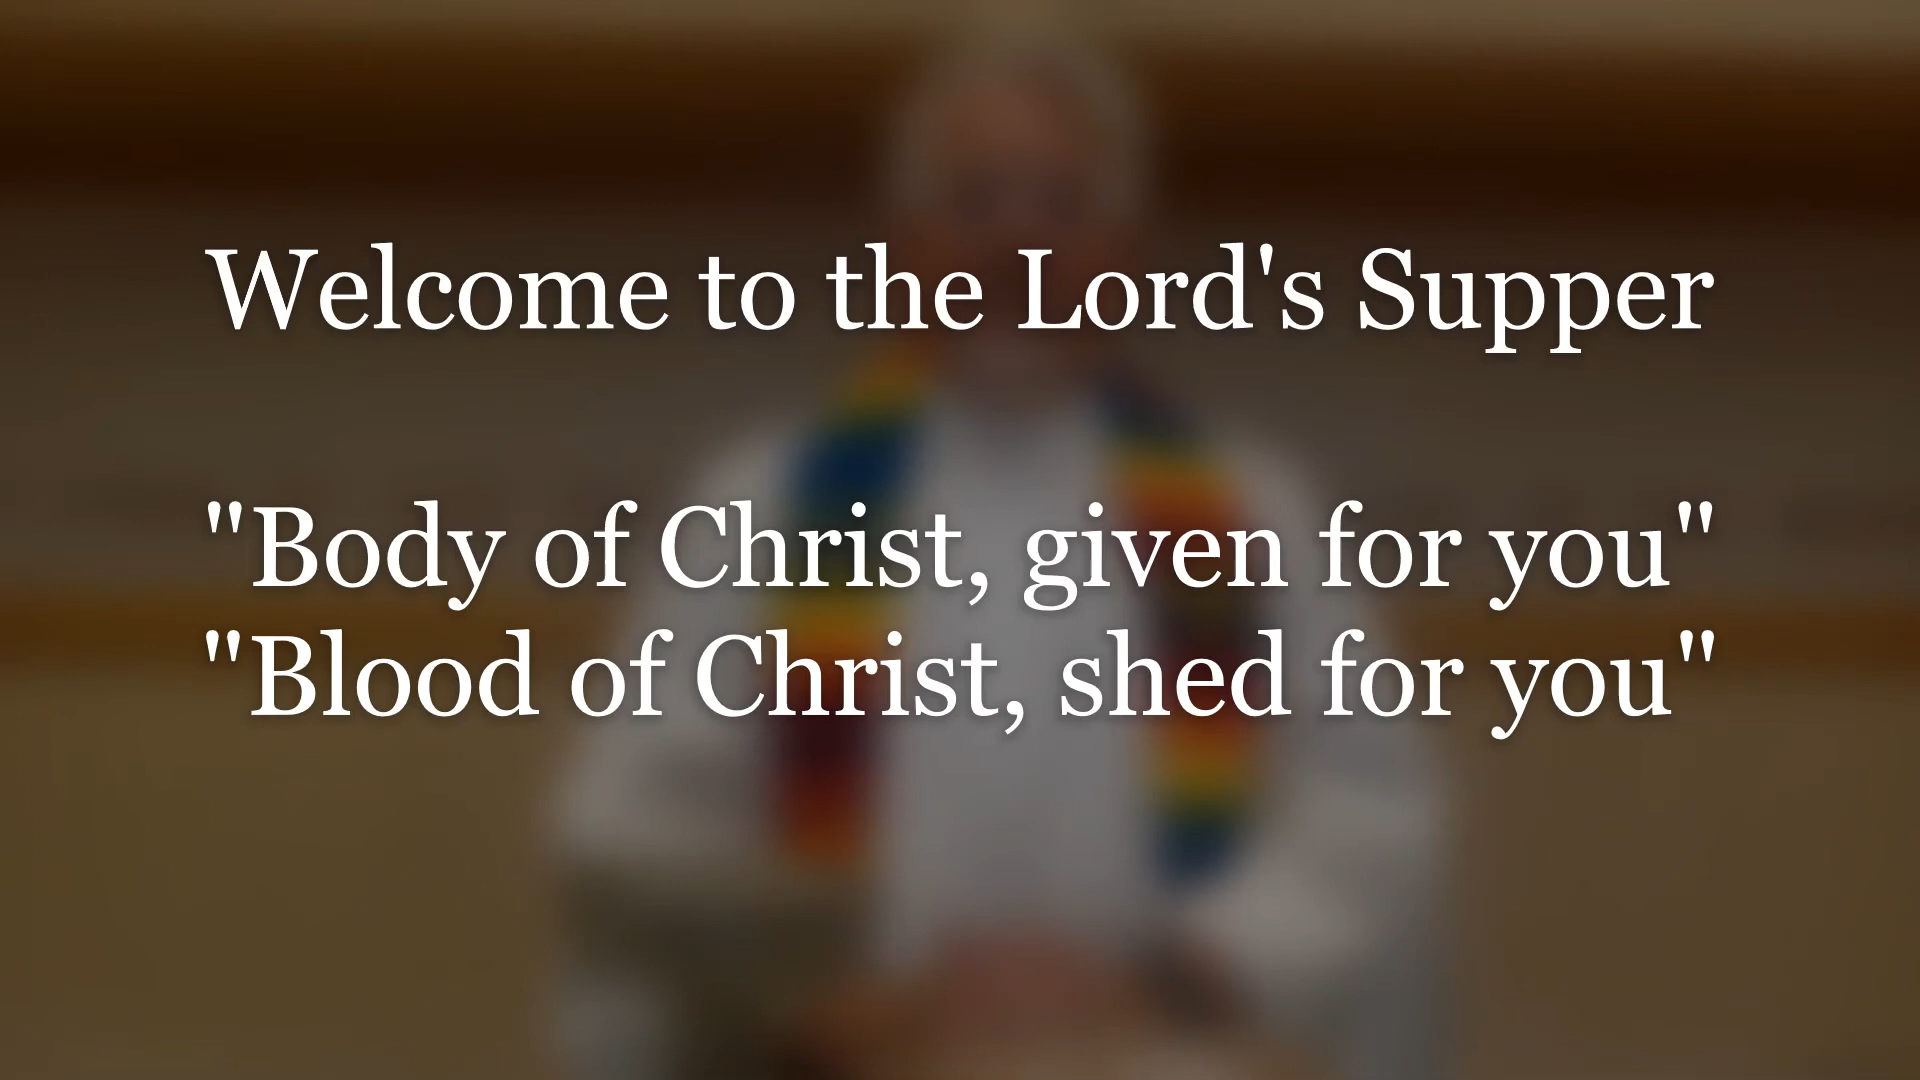 Welcome to the Lord's Supper
"Body of Christ, given for you"
"Blood of Christ, shed for you"